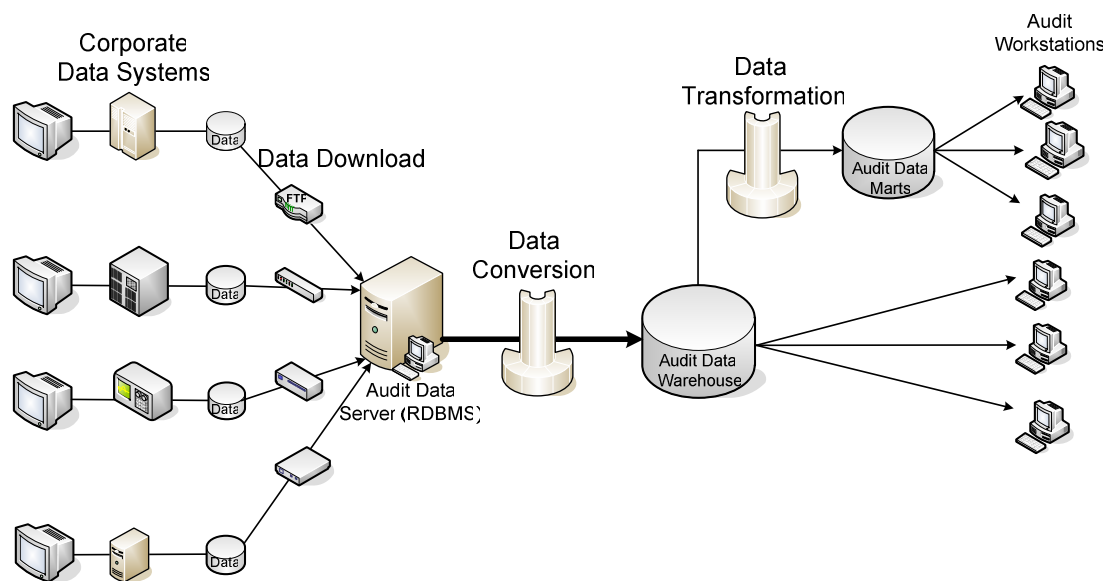 Corporate
Data Systems
Data
Data Download
FTP
Data
Data
Data
Audit Data
Server (RDBMS)
Data
Conversion
Audit Data
Warehouse
Data
Transformation
Audit Data
Marts
Audit
Workstations